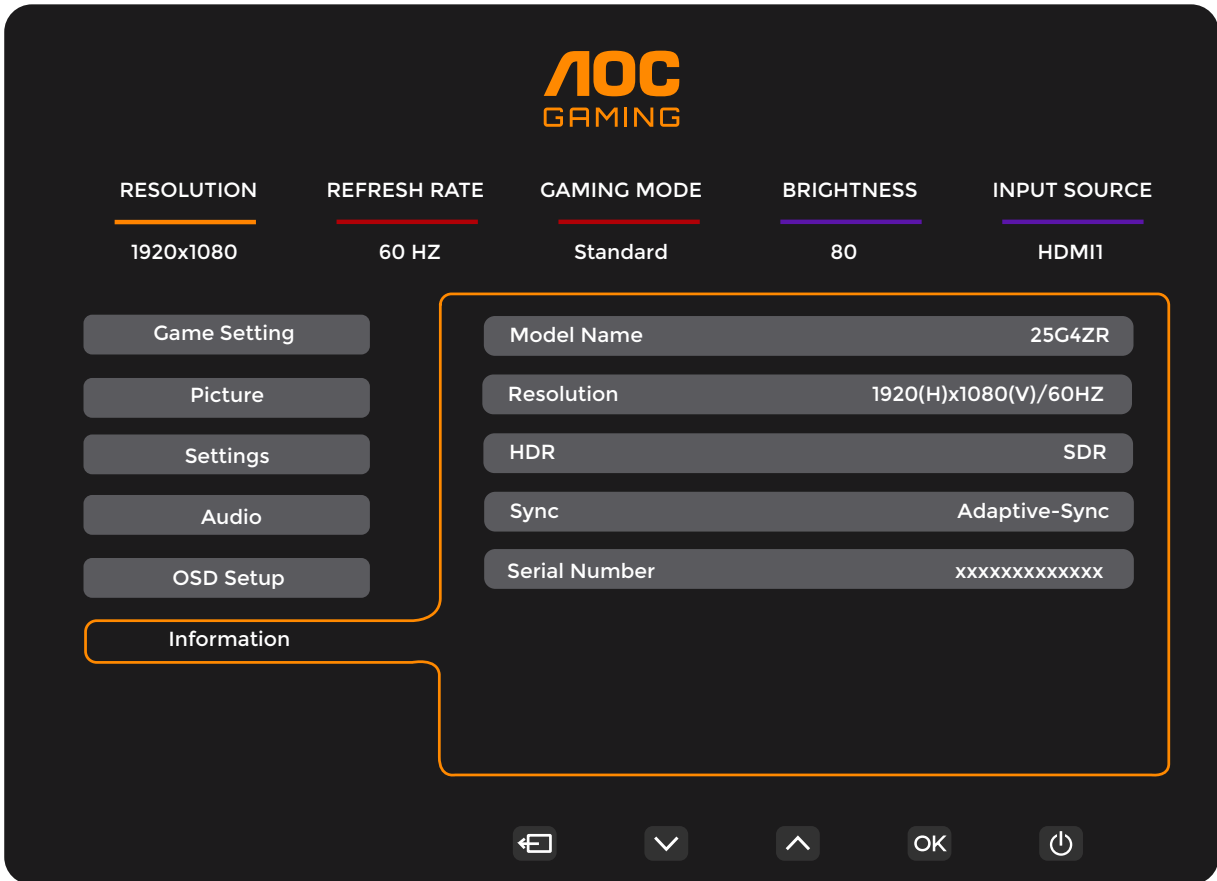 AOC
GAMING
RESOLUTION REFRESH RATE GAMING MODE BRIGHTNESS INPUT SOURCE
1920x1080 60 HZ Standard 80 HDMI1
Game Setting
Picture
Settings
Audio
OSD Setup
Information
Model Name 25G4ZR
Resolution 1920(H)x1080(V)/60HZ
HDR SDR
Sync Adaptive-Sync
Serial Number xxxxxxxxxxxxx
OK